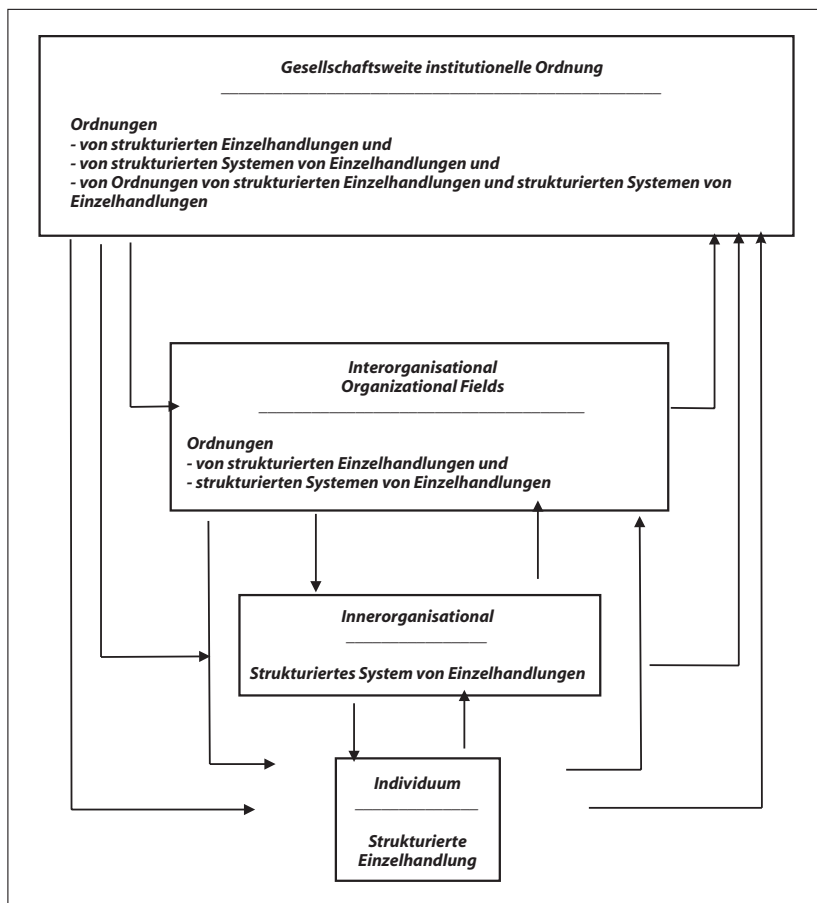 Gesellschaftsweite institutionelle Ordnung
Ordnungen
- von strukturierten Einzelhandlungen und
- von strukturierten Systemen von Einzelhandlungen und
- von Ordnungen von strukturierten Einzelhandlungen und strukturierten Systemen von
Einzelhandlungen
Interorganisational
Organizational Fields
Ordnungen
- von strukturierten Einzelhandlungen und
- strukturierten Systemen von Einzelhandlungen
Innerorganisational
Strukturiertes System von Einzelhandlungen
Individuum
Strukturierte
Einzelhandlung